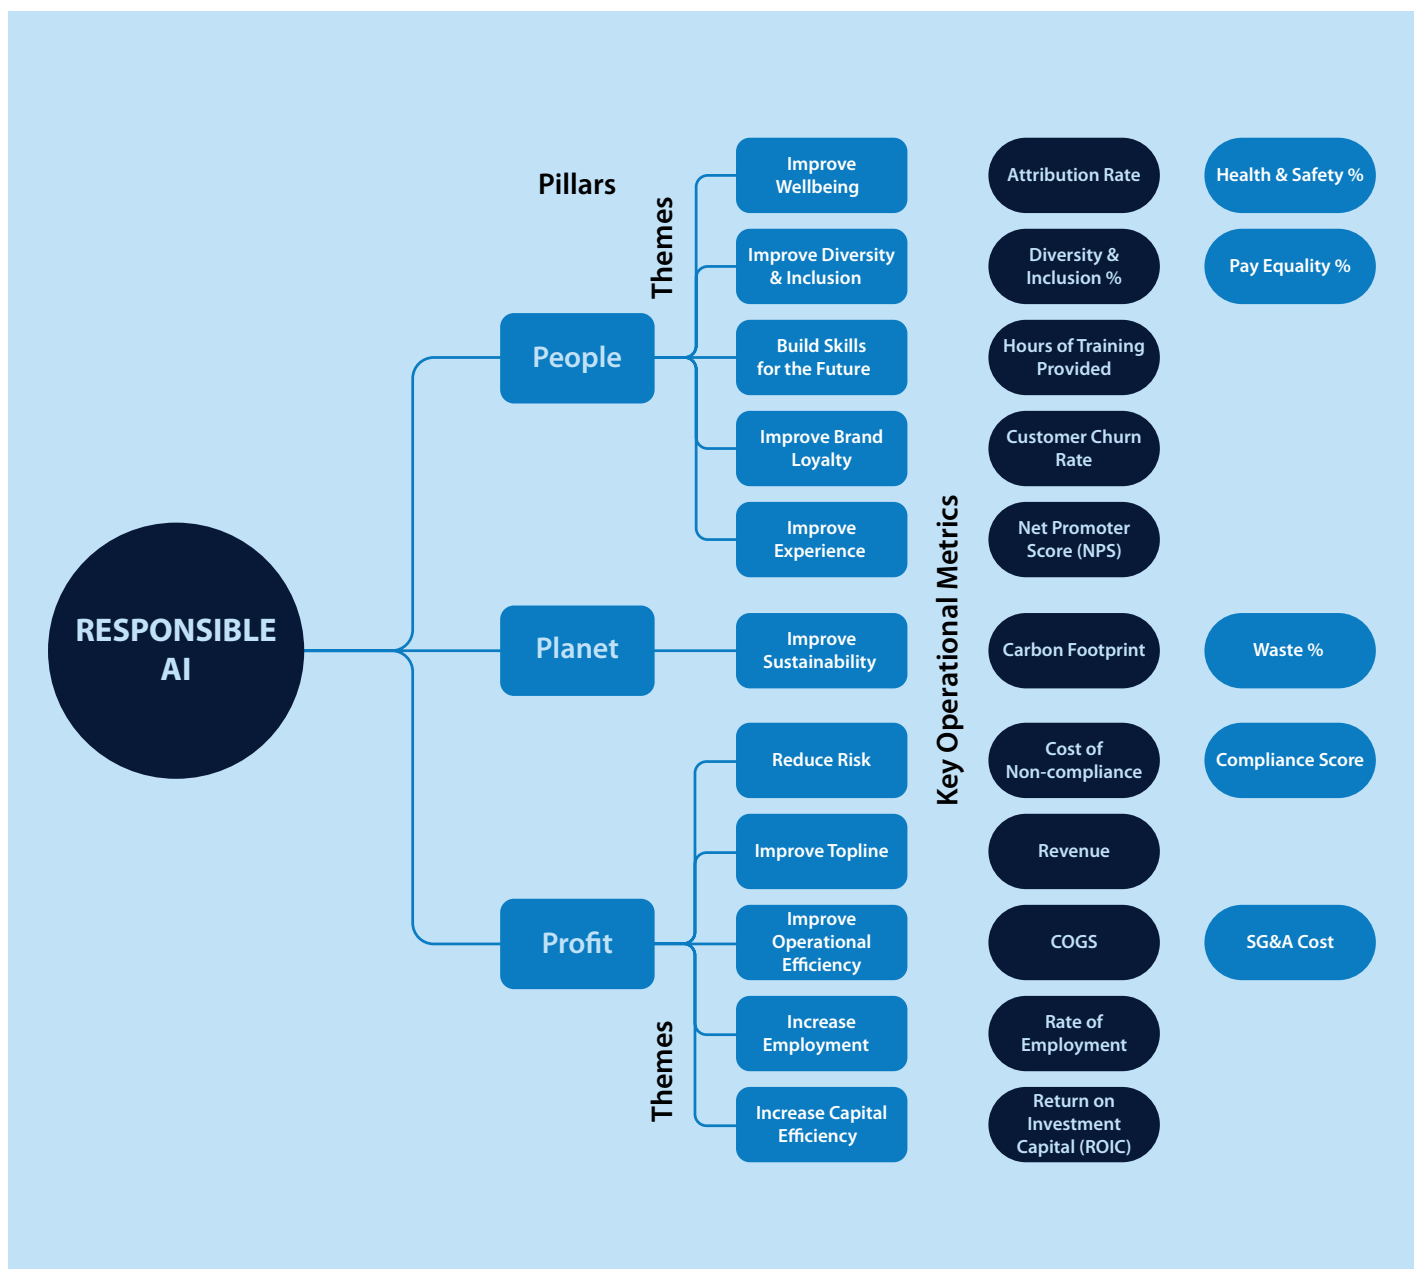 Pillars
Themes
Improve
Wellbeing
Attribution Rate
Health & Safety %
Improve Diversity
& Inclusion
Diversity &
Inclusion %
Pay Equality %
People
Build Skills
for the Future
Hours of Training
Provided
Improve Brand
Loyalty
Customer Churn
Rate
Improve
Experience
Net Promoter
Score (NPS)
Key Operational Metrics
RESPONSIBLE
AI
Planet
Improve
Sustainability
Carbon Footprint
Waste %
Reduce Risk
Cost of
Non-compliance
Compliance Score
Improve Topline
Revenue
Profit
Improve
Operational
Efficiency
COGS
SG&A Cost
Themes
Increase
Employment
Rate of
Employment
Increase Capital
Efficiency
Return on
Investment
Capital (ROIC)